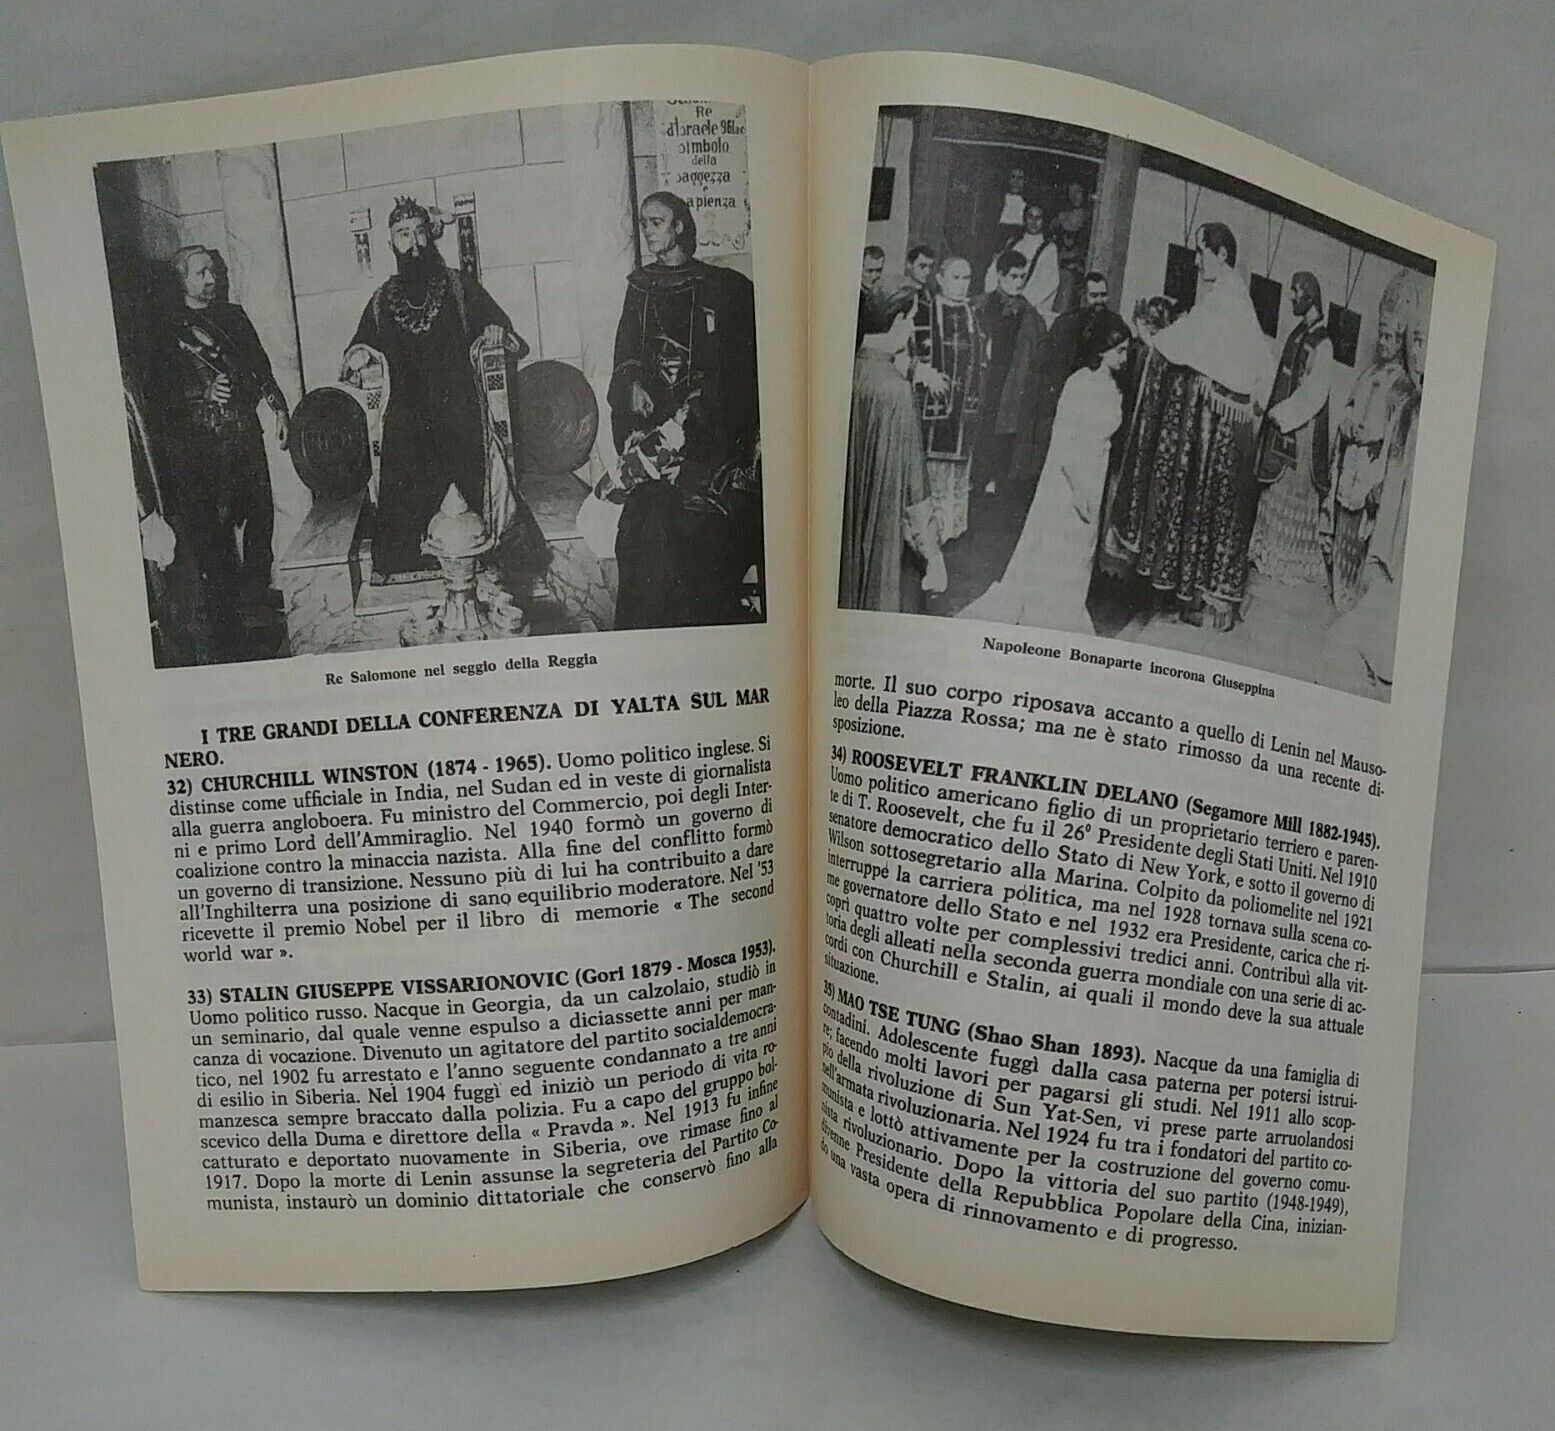 Re
d'Israele 961ac
simbolo
della
saggezza
e
sapienza
Re Salomone nel seggio della Reggia
I TRE GRANDI DELLA CONFERENZA DI YALTA SUL MAR
NERO.
32) CHURCHILL WINSTON (1874 - 1965). Uomo politico inglese. Si
distinse come ufficiale in India, nel Sudan ed in veste di giornalista
alla guerra angloboera. Fu ministro del Commercio, poi degli Inter-
ni e primo Lord dell'Ammiraglio. Nel 1940 formò un governo di
coalizione contro la minaccia nazista. Alla fine del conflitto formò
un governo di transizione. Nessuno più di lui ha contribuito a dare
all'Inghilterra una posizione di sano equilibrio moderatore. Nel '53
ricevette il premio Nobel per il libro di memorie « The second
world war ».
33) STALIN GIUSEPPE VISSARIONOVIC (Gori 1879 - Mosca 1953).
Uomo politico russo. Nacque in Georgia, da un calzolaio, studiò in
un seminario, dal quale venne espulso a diciassette anni per man-
canza di vocazione. Divenuto un agitatore del partito socialdemocra-
tico, nel 1902 fu arrestato e l'anno seguente condannato a tre anni
di esilio in Siberia. Nel 1904 fuggì ed iniziò un periodo di vita ro-
manzesca sempre braccato dalla polizia. Fu a capo del gruppo bol-
scevico della Duma e direttore della « Pravda ». Nel 1913 fu infine
catturato e deportato nuovamente in Siberia, ove rimase fino al
1917. Dopo la morte di Lenin assunse la segreteria del Partito Co-
munista, instaurò un dominio dittatoriale che conservò fino alla
Napoleone Bonaparte incorona Giuseppina
morte. Il suo corpo riposava accanto a quello di Lenin nel Mauso-
leo della Piazza Rossa; ma ne è stato rimosso da una recente di-
sposizione.
34) ROOSEVELT FRANKLIN DELANO (Segamore Mill 1882-1945).
Uomo politico americano figlio di un proprietario terriero e paren-
te di T. Roosevelt, che fu il 26° Presidente degli Stati Uniti. Nel 1910
senatore democratico dello Stato di New York, e sotto il governo di
Wilson sottosegretario alla Marina. Colpito da poliomelite nel 1921
interruppe la carriera politica, ma nel 1928 tornava sulla scena co-
me governatore dello Stato e nel 1932 era Presidente, carica che ri-
coprì quattro volte per complessivi tredici anni. Contribuì alla vit-
toria degli alleati nella seconda guerra mondiale con una serie di ac-
cordi con Churchill e Stalin, ai quali il mondo deve la sua attuale
situazione.
35) MAO TSE TUNG (Shao Shan 1893). Nacque da una famiglia di
contadini. Adolescente fuggì dalla casa paterna per potersi istrui-
re; facendo molti lavori per pagarsi gli studi. Nel 1911 allo scop-
pio della rivoluzione di Sun Yat-Sen, vi prese parte arruolandosi
nell'armata rivoluzionaria. Nel 1924 fu tra i fondatori del partito co-
munista e lottò attivamente per la costruzione del governo comu-
nista rivoluzionario. Dopo la vittoria del suo partito (1948-1949),
divenne Presidente della Repubblica Popolare della Cina, inizian-
do una vasta opera di rinnovamento e di progresso.